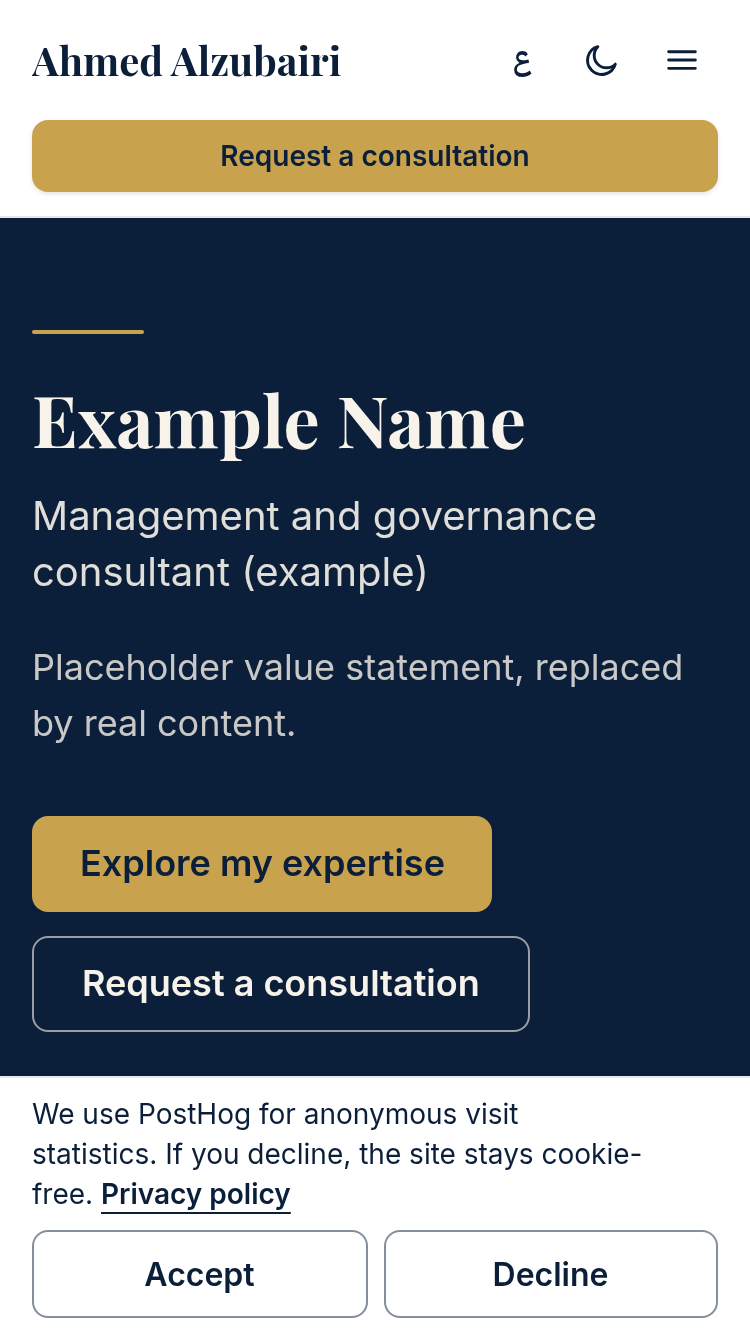 Ahmed Alzubairi
ع
Request a consultation
Example Name
Management and governance
consultant (example)
Placeholder value statement, replaced
by real content.
Explore my expertise
Request a consultation
We use PostHog for anonymous visit
statistics. If you decline, the site stays cookie-
free. Privacy policy
Accept
Decline